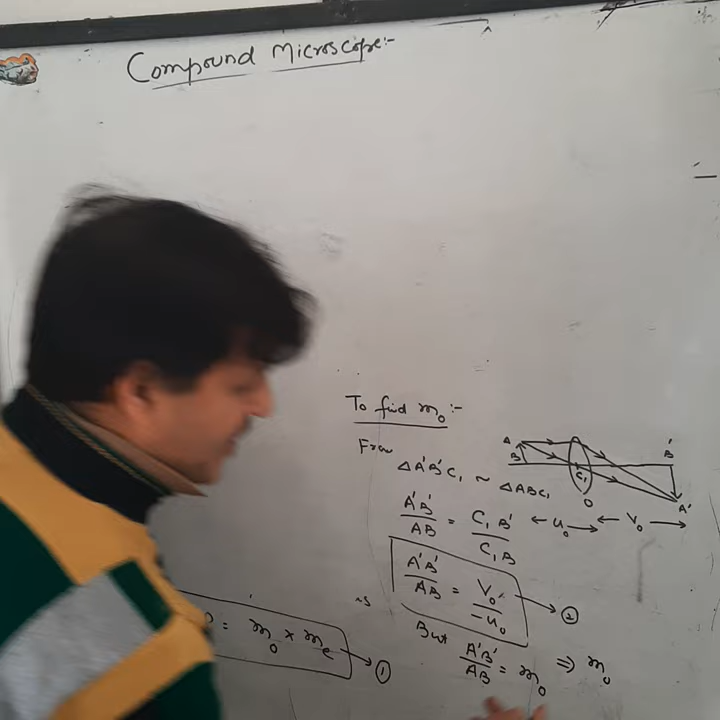 Compound Microscope:-
To find m₀:-
From
ΔA'B'C₁ ~ ΔABC₁
A'B'/AB = C₁B'/C₁B
A'B'/AB = V₀/-u₀ → ②
But A'B'/AB = m₀ ⇒ m₀
= m₀ × mₑ → ①
A
B
C₁
O
B'
A'
← u₀ → ← V₀ →